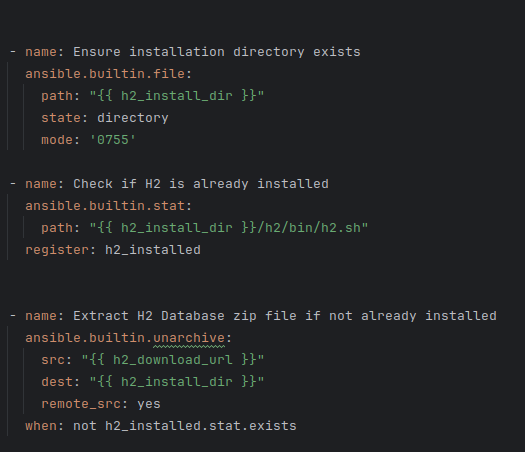 - name: Ensure installation directory exists
  ansible.builtin.file:
    path: "{{ h2_install_dir }}"
    state: directory
    mode: '0755'
- name: Check if H2 is already installed
  ansible.builtin.stat:
    path: "{{ h2_install_dir }}/h2/bin/h2.sh"
  register: h2_installed
- name: Extract H2 Database zip file if not already installed
  ansible.builtin.unarchive:
    src: "{{ h2_download_url }}"
    dest: "{{ h2_install_dir }}"
    remote_src: yes
  when: not h2_installed.stat.exists